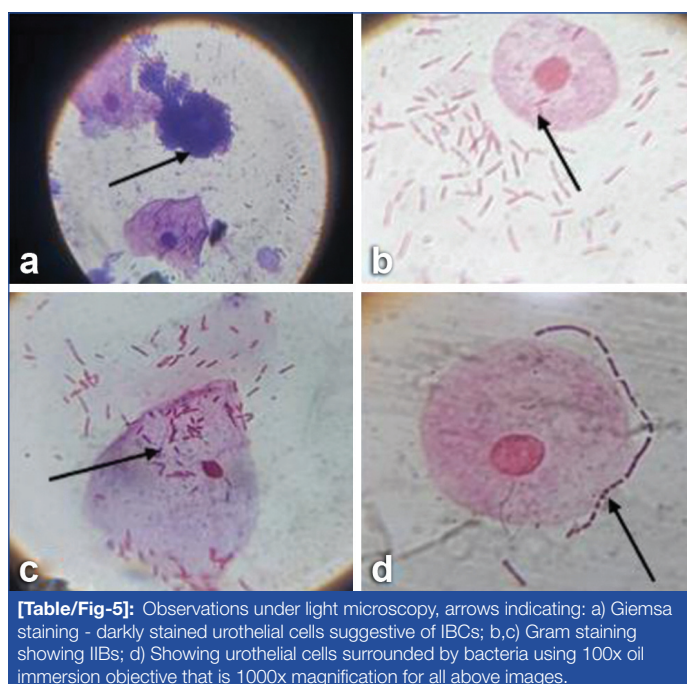 a
b
c
d
[Table/Fig-5]: Observations under light microscopy, arrows indicating: a) Giemsa
staining - darkly stained urothelial cells suggestive of IBCs; b,c) Gram staining
showing IIBs; d) Showing urothelial cells surrounded by bacteria using 100x oil
immersion objective that is 1000x magnification for all above images.